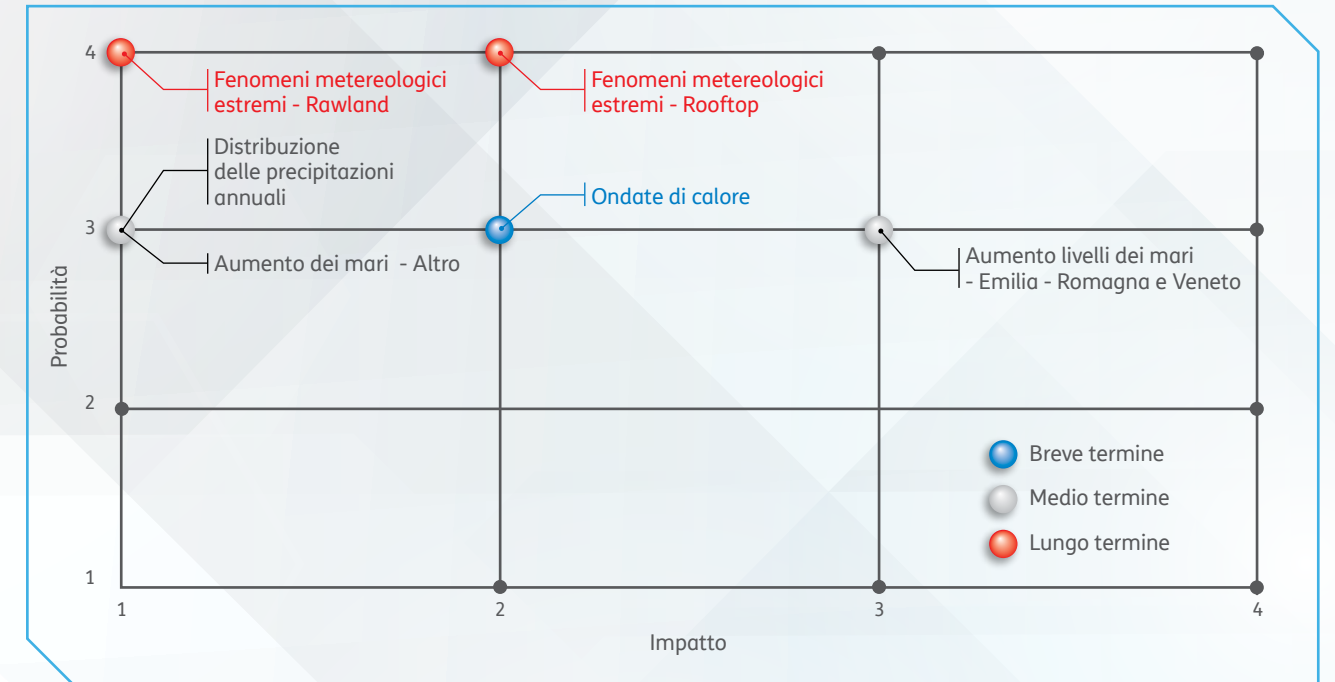 4
Fenomeni metereologici
estremi - Rawland
Fenomeni metereologici
estremi - Rooftop
Distribuzione
delle precipitazioni
annuali
Ondate di calore
3
Aumento dei mari - Altro
Aumento livelli dei mari
- Emilia - Romagna e Veneto
Probabilità
2
Breve termine
Medio termine
Lungo termine
1
1
2
3
4
Impatto